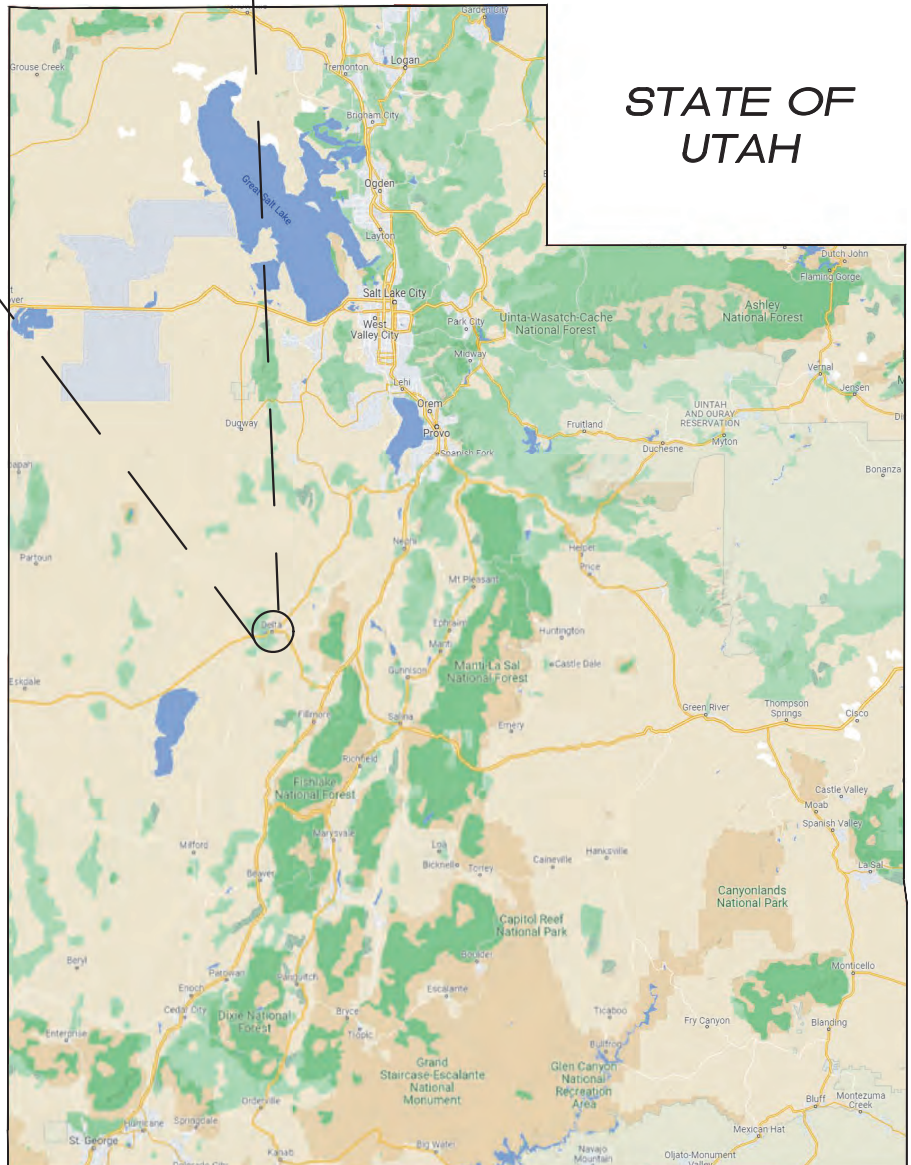 Garden City
STATE OF
UTAH
Grouse Creek
Tremonton
Logan
Brigham City
Great Salt Lake
Ogden
Layton
Dutch John
Flaming Gorge
Salt Lake City
Ashley
National Forest
Uinta-Wasatch-Cache
National Forest
West
Valley City
Park City
Midway
Vernal
Lehi
Jensen
Orem
UINTAH
AND OURAY
RESERVATION
Dugway
Provo
Fruitland
Myton
Duchesne
Spanish Fork
Bonanza
Partoun
Nephi
Helper
Price
Mt Pleasant
Delta
Ephraim
Huntington
Manti
Manti-La Sal
National Forest
Castle Dale
Gunnison
Eskdale
Fillmore
Salina
Emery
Green River
Thompson
Springs
Cisco
Richfield
Fishlake
National Forest
Castle Valley
Moab
Spanish Valley
Marysvale
Milford
Loa
Bicknell
Torrey
Caineville
Hanksville
La Sal
Beaver
Canyonlands
National Park
Capitol Reef
National Park
Boulder
Beryl
Parowan
Panguitch
Monticello
Enoch
Escalante
Cedar City
Dixie National
Forest
Bryce
Ticaboo
Fry Canyon
Blanding
Enterprise
Tropic
Bullfrog
Grand
Staircase-Escalante
National
Monument
Glen Canyon
National
Recreation
Area
Orderville
Bluff
Montezuma
Creek
Hurricane
Springdale
Mexican Hat
St. George
Kanab
Big Water
Navajo
Mountain
Oljato-Monument